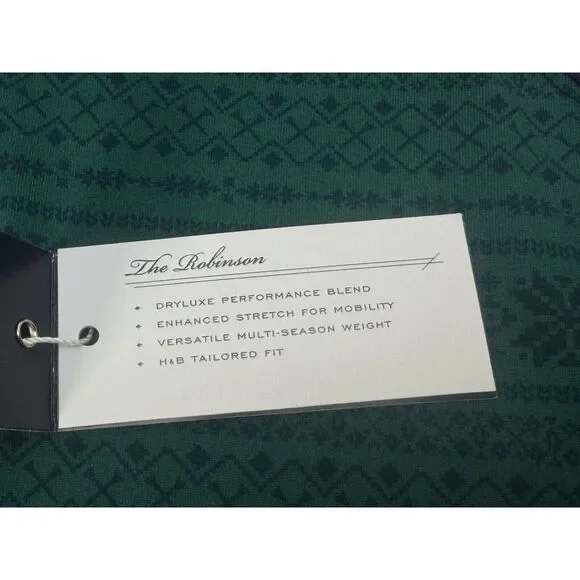 The Robinson
DRYLUXE PERFORMANCE BLEND
ENHANCED STRETCH FOR MOBILITY
VERSATILE MULTI-SEASON WEIGHT
H&B TAILORED FIT